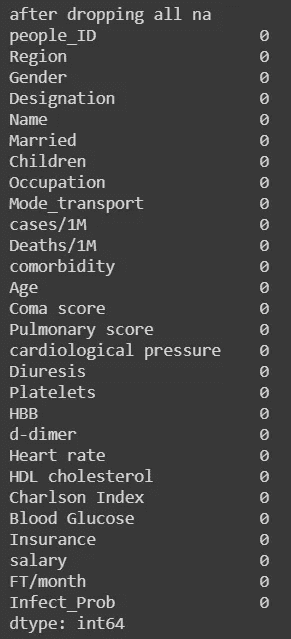 after dropping all na
people_ID 0
Region 0
Gender 0
Designation 0
Name 0
Married 0
Children 0
Occupation 0
Mode_transport 0
cases/1M 0
Deaths/1M 0
comorbidity 0
Age 0
Coma score 0
Pulmonary score 0
cardiological pressure 0
Diuresis 0
Platelets 0
HBB 0
d-dimer 0
Heart rate 0
HDL cholesterol 0
Charlson Index 0
Blood Glucose 0
Insurance 0
salary 0
FT/month 0
Infect_Prob 0
dtype: int64